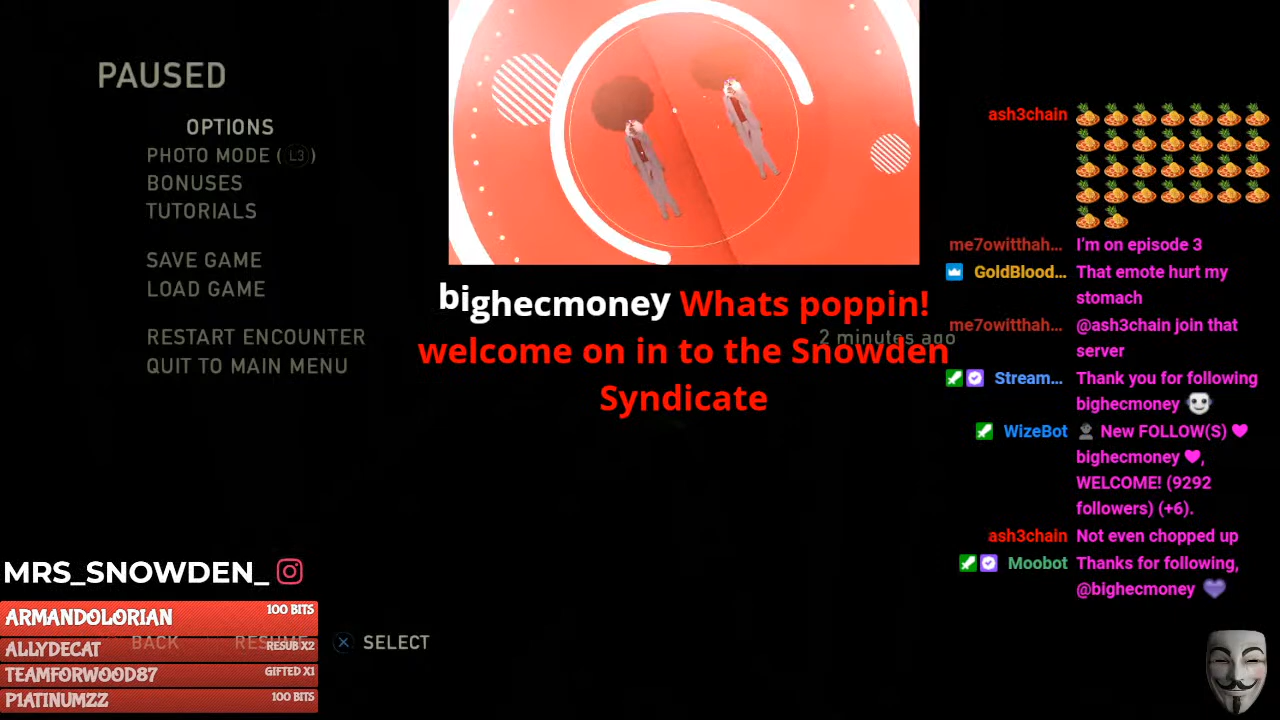 PAUSED
OPTIONS
PHOTO MODE ( L3 )
BONUSES
TUTORIALS
SAVE GAME
LOAD GAME
RESTART ENCOUNTER
QUIT TO MAIN MENU
2 minutes ago
bighecmoney Whats poppin!
welcome on in to the Snowden
Syndicate
ash3chain
me7owitthah... I'm on episode 3
GoldBlood... That emote hurt my
stomach
me7owitthah... @ash3chain join that
server
Stream... Thank you for following
bighecmoney
WizeBot New FOLLOW(S)
bighecmoney ,
WELCOME! (9292
followers) (+6).
ash3chain Not even chopped up
Moobot Thanks for following,
@bighecmoney
MRS_SNOWDEN_
ARMANDOLORIAN 100 BITS
ALLYDECAT RESUB X2
TEAMFORWOOD87 GIFTED X1
P1ATINUMZZ 100 BITS
BACK RESUME SELECT